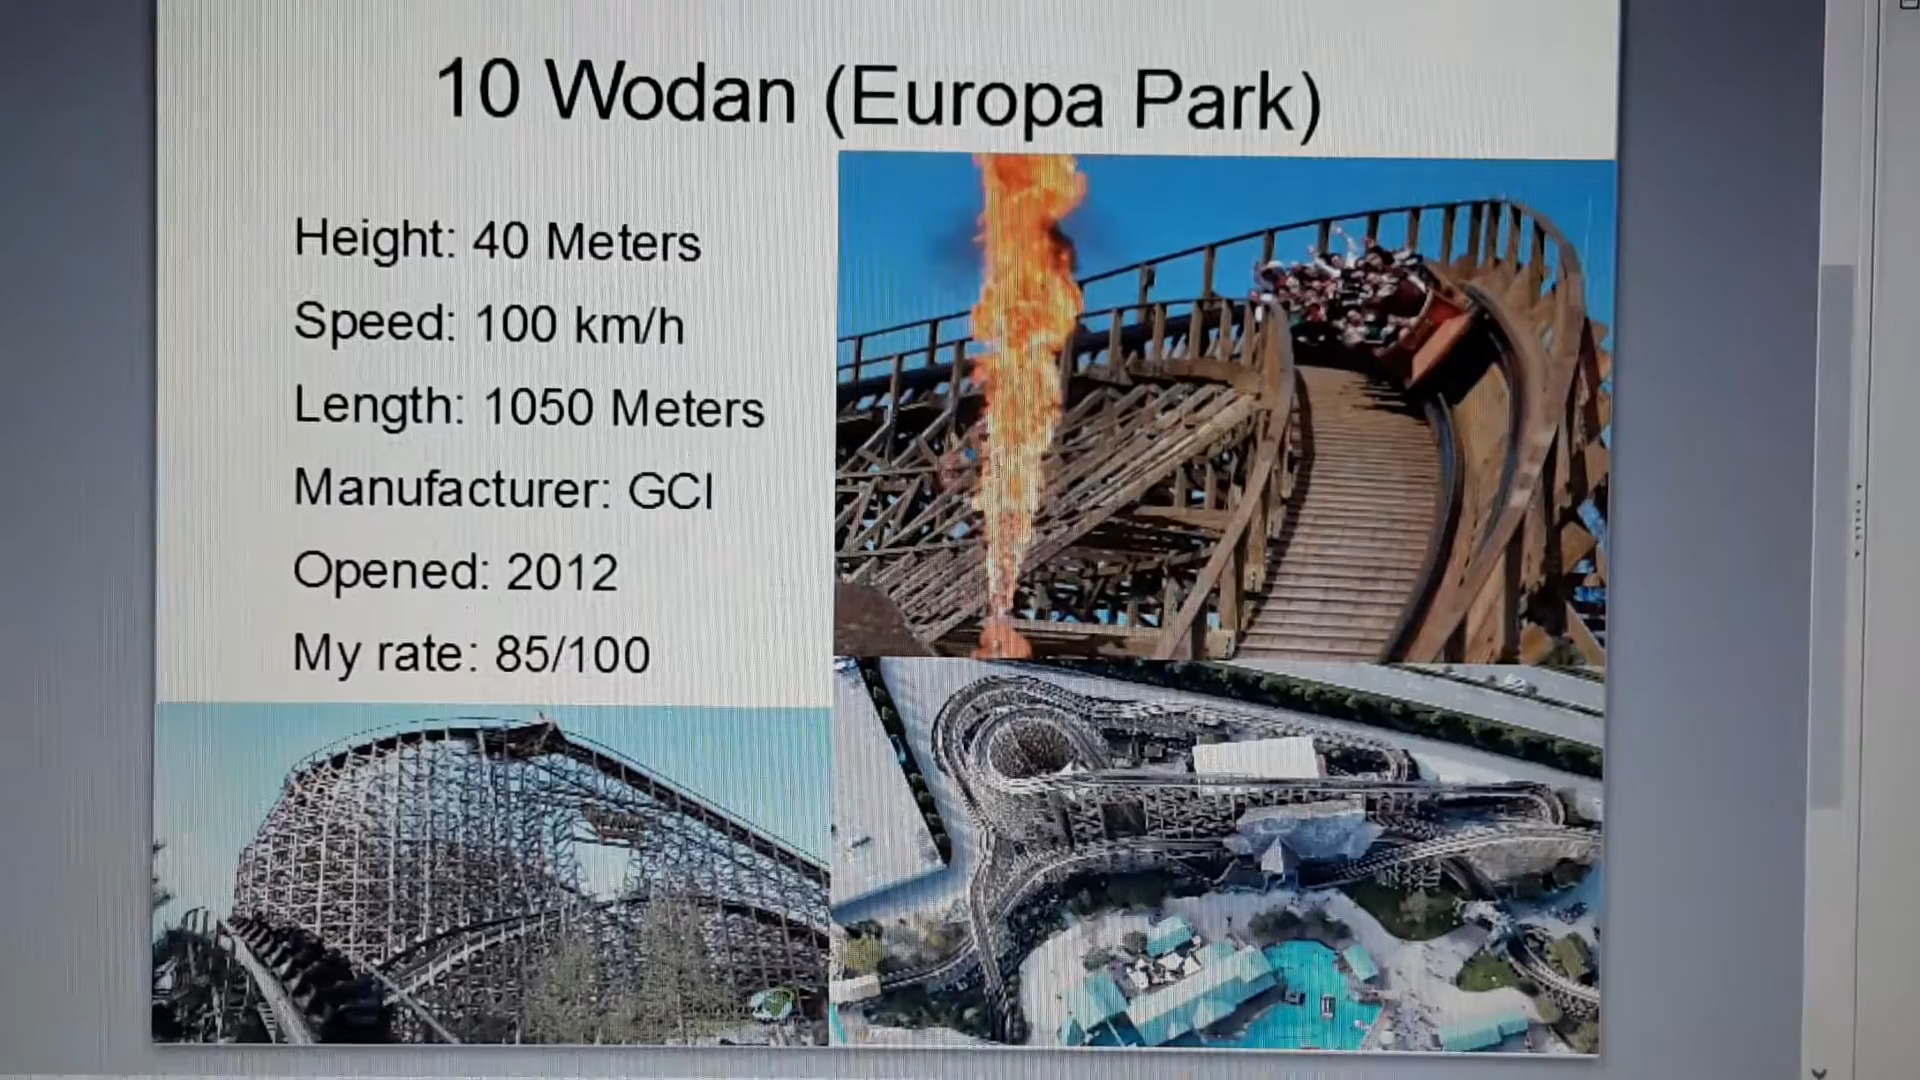 10 Wodan (Europa Park)
Height: 40 Meters
Speed: 100 km/h
Length: 1050 Meters
Manufacturer: GCI
Opened: 2012
My rate: 85/100